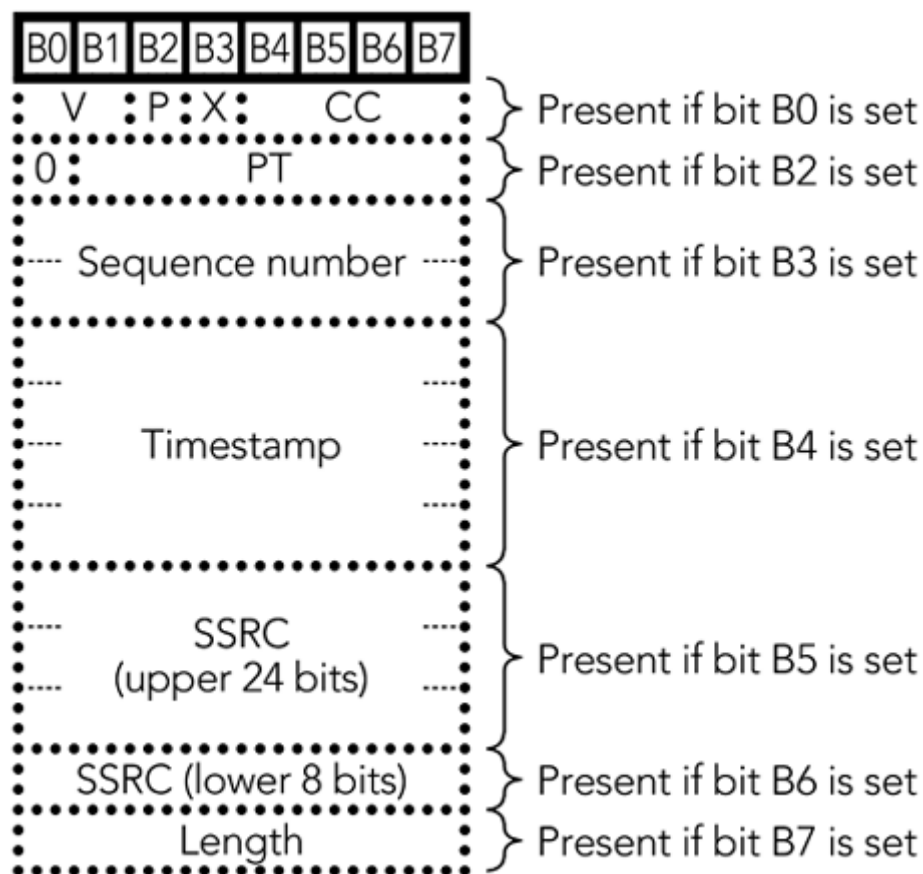 B0 B1 B2 B3 B4 B5 B6 B7
V P X CC Present if bit B0 is set
0 PT Present if bit B2 is set
Sequence number Present if bit B3 is set
Timestamp Present if bit B4 is set
SSRC
(upper 24 bits) Present if bit B5 is set
SSRC (lower 8 bits) Present if bit B6 is set
Length Present if bit B7 is set